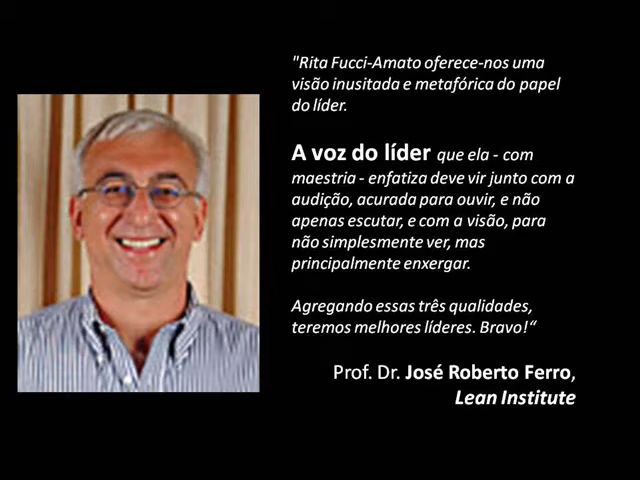 "Rita Fucci-Amato oferece-nos uma
visão inusitada e metafórica do papel
do líder.
A voz do líder que ela - com
maestria - enfatiza deve vir junto com a
audição, acurada para ouvir, e não
apenas escutar, e com a visão, para
não simplesmente ver, mas
principalmente enxergar.
Agregando essas três qualidades,
teremos melhores líderes. Bravo!“
Prof. Dr. José Roberto Ferro,
Lean Institute